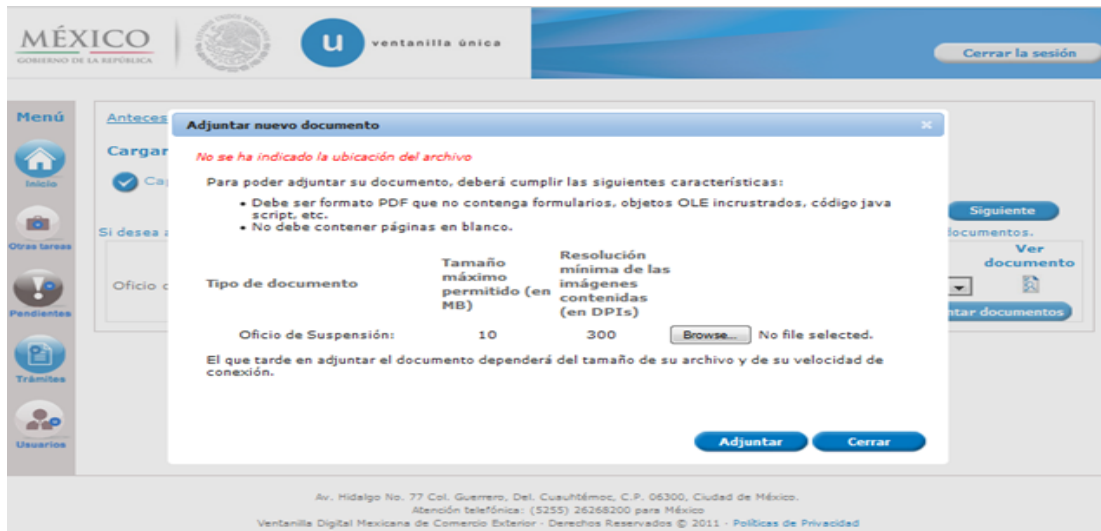 MÉXICO
GOBIERNO DE LA REPÚBLICA
u
ventanilla única
Cerrar la sesión
Menú
Inicio
Otras tareas
Pendientes
Trámites
Usuarios
Anteces
Cargar
Ca
Si desea a
Oficio d
Adjuntar nuevo documento
No se ha indicado la ubicación del archivo
Para poder adjuntar su documento, deberá cumplir las siguientes características:
• Debe ser formato PDF que no contenga formularios, objetos OLE incrustrados, código java
script, etc.
• No debe contener páginas en blanco.
Tipo de documento
Tamaño
máximo
permitido (en
MB)
Resolución
mínima de las
imágenes
contenidas
(en DPIs)
Oficio de Suspensión: 10 300 Browse... No file selected.
El que tarde en adjuntar el documento dependerá del tamaño de su archivo y de su velocidad de
conexión.
Adjuntar Cerrar
Siguiente
documentos.
Ver
documento
ntar documentos
Av. Hidalgo No. 77 Col. Guerrero, Del. Cuauhtémoc, C.P. 06300, Ciudad de México.
Atención telefónica: (5255) 26268200 para México
Ventanilla Digital Mexicana de Comercio Exterior - Derechos Reservados © 2011 - Políticas de Privacidad